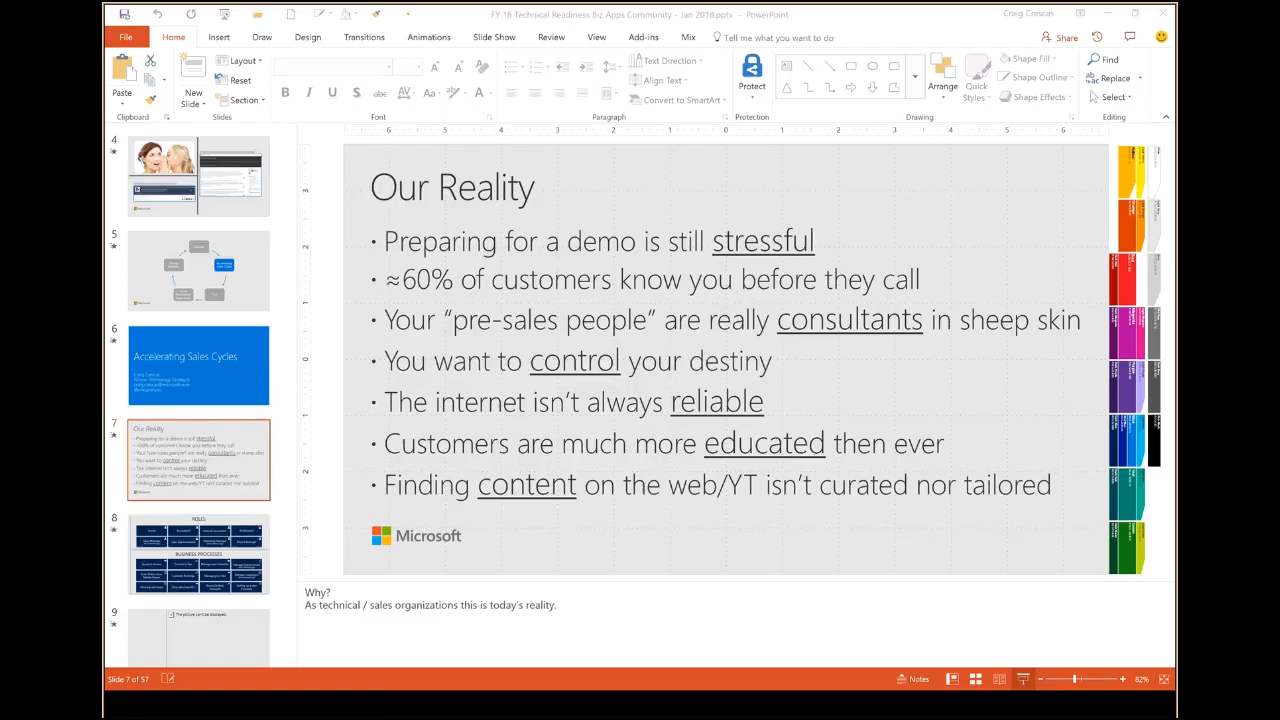 FY 18 Technical Readiness Biz Apps Community - Jan 2018.pptx - PowerPoint
Craig Crescas
File
Home
Insert
Draw
Design
Transitions
Animations
Slide Show
Review
View
Add-ins
Mix
Tell me what you want to do
Share
Paste
New
Slide
Layout
Reset
Section
Text Direction
Align Text
Convert to SmartArt
Protect
Arrange
Quick
Styles
Shape Fill
Shape Outline
Shape Effects
Find
Replace
Select
Clipboard
Slides
Font
Paragraph
Protection
Drawing
Editing
4
5
6
Accelerating Sales Cycles
7
8
ROLES
BUSINESS PROCESSES
9
Our Reality
• Preparing for a demo is still stressful
• ≈60% of customers know you before they call
• Your “pre-sales people” are really consultants in sheep skin
• You want to control your destiny
• The internet isn’t always reliable
• Customers are much more educated then ever
• Finding content on the web/YT isn’t curated nor tailored
Microsoft
Why?
As technical / sales organizations this is today's reality.
Slide 7 of 57
Notes
82%